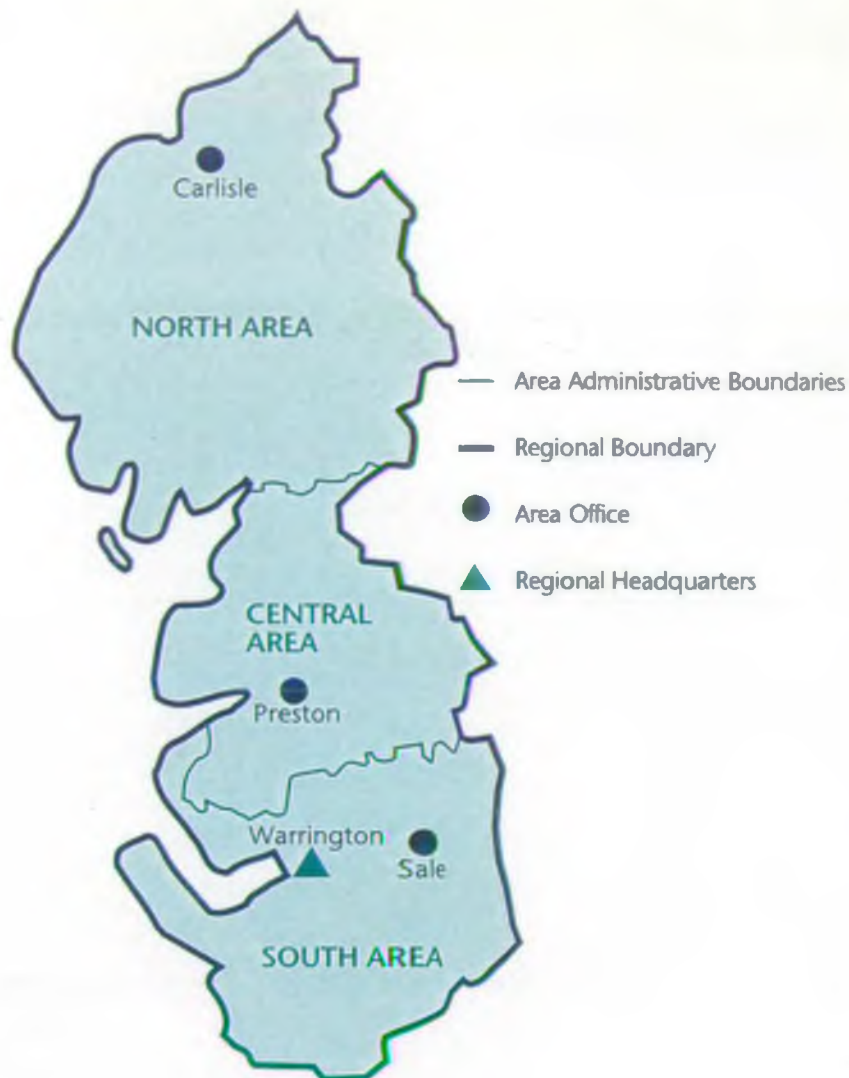 Carlisle
NORTH AREA
Area Administrative Boundaries
Regional Boundary
Area Office
Regional Headquarters
CENTRAL
AREA
Preston
Warrington
Sale
SOUTH AREA